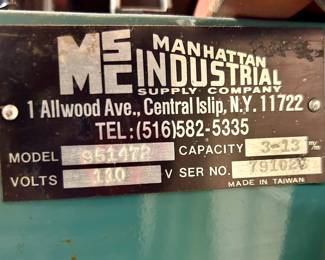 MSC MANHATTAN
INDUSTRIAL
SUPPLY COMPANY
1 Allwood Ave., Central Islip, N.Y. 11722
TEL:(516)582-5335
MODEL 951472 CAPACITY 3-13 m/m
VOLTS 110 V SER NO. 791028
MADE IN TAIWAN